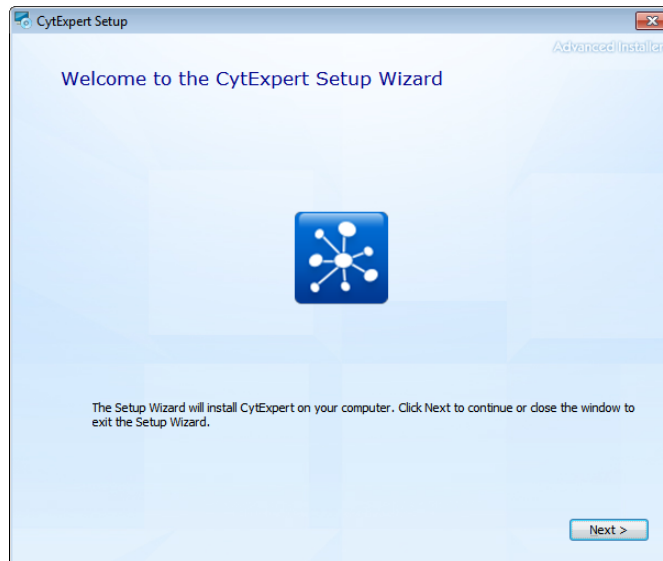 CytExpert Setup
Advanced Installer
Welcome to the CytExpert Setup Wizard
The Setup Wizard will install CytExpert on your computer. Click Next to continue or close the window to
exit the Setup Wizard.
Next >